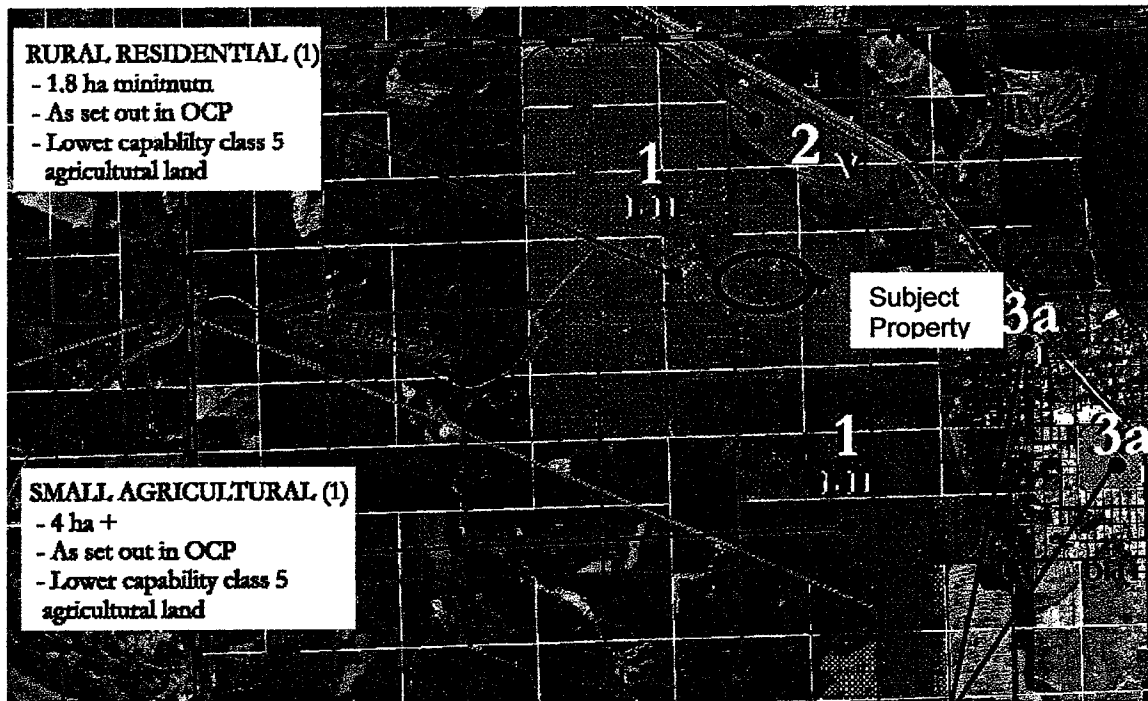 RURAL RESIDENTIAL (1)
- 1.8 ha minimum
- As set out in OCP
- Lower capablilty class 5
agricultural land
2
1
Subject
Property
3a
1
3a
SMALL AGRICULTURAL (1)
- 4 ha +
- As set out in OCP
- Lower capability class 5
agricultural land